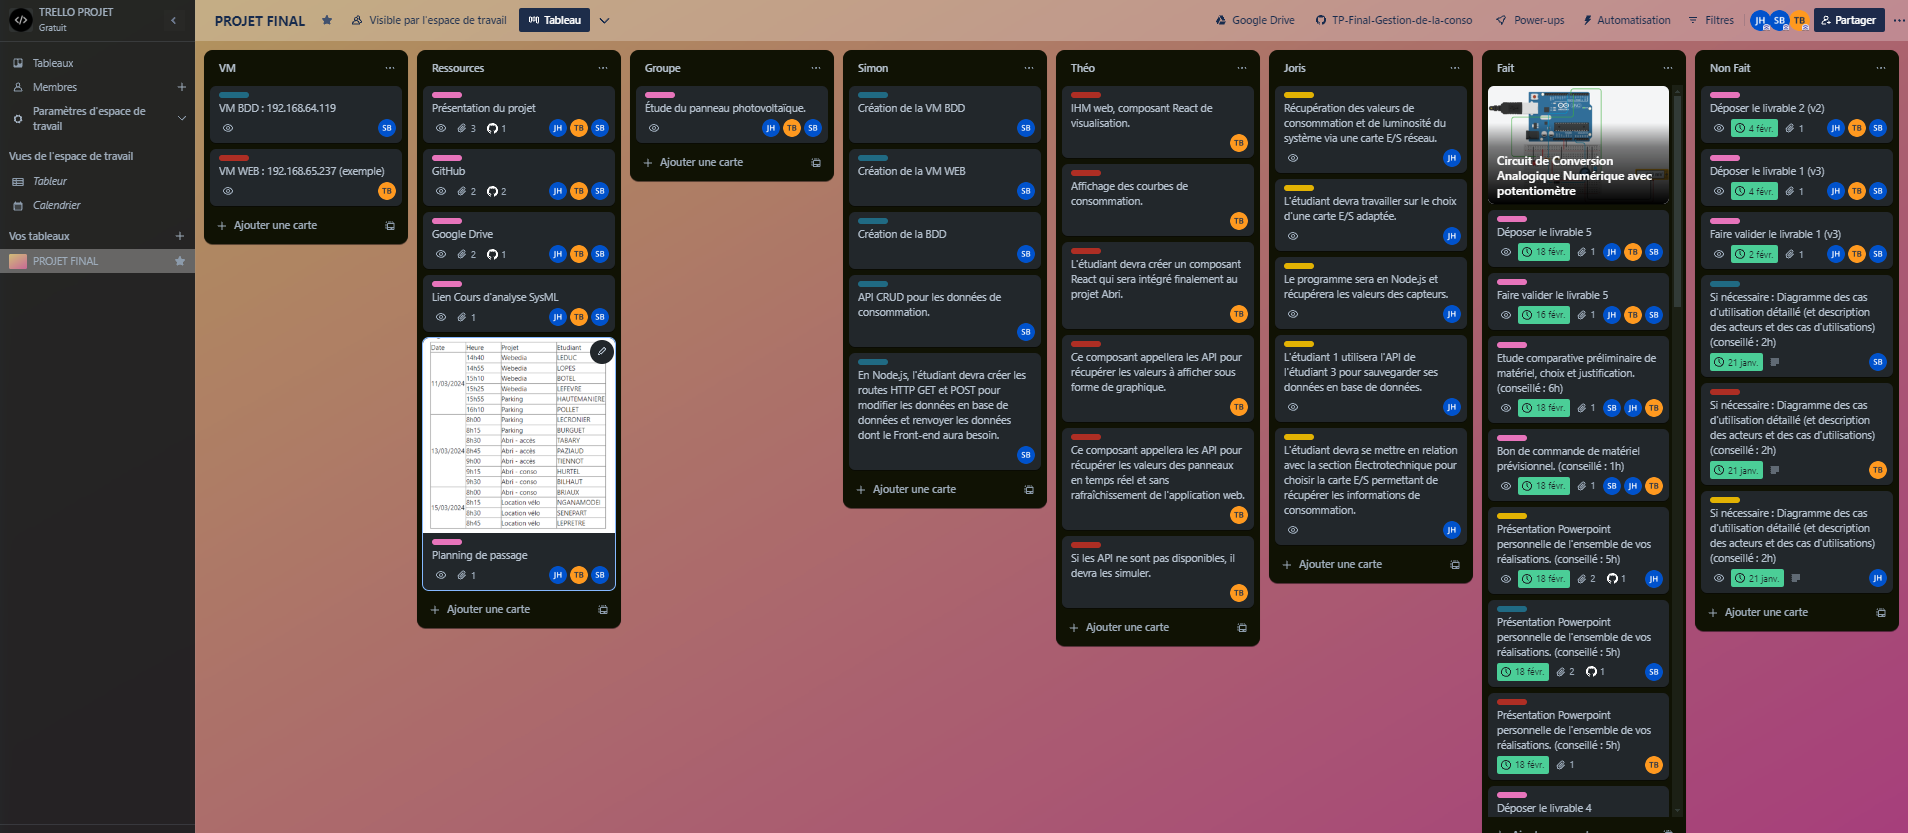 TRELLO PROJET
Gratuit
Tableaux
Membres
Paramètres d'espace de
travail
Vues de l'espace de travail
Tableur
Calendrier
Vos tableaux
PROJET FINAL
PROJET FINAL
Visible par l'espace de travail
Tableau
Google Drive
TP-Final-Gestion-de-la-conso
Power-ups
Automatisation
Filtres
JH SB TB
Partager
VM
VM BDD : 192.168.64.119
SB
VM WEB : 192.168.65.237 (exemple)
TB
Ajouter une carte
Ressources
Présentation du projet
3 1 JH TB SB
GitHub
2 2 JH TB SB
Google Drive
2 1 JH TB SB
Lien Cours d'analyse SysML
1 JH TB SB
Date Heure Projet Etudiant
14h40 Webedia LEDUC
14h55 Webedia LOPES
11/03/2024 15h10 Webedia BOTEL
15h25 Webedia LEFEVRE
15h55 Parking HAUTEMANIERE
16h10 Parking POLLET
8h00 Parking LECRONIER
8h15 Parking BURGUET
8h30 Abri - accès TABARY
13/03/2024 8h45 Abri - accès PAZIAUD
9h00 Abri - accès TIENNOT
9h15 Abri - conso HURTEL
9h30 Abri - conso BILHAUT
8h00 Abri - conso BRIAUX
15/03/2024 8h15 Location vélo NGANAMODEI
8h30 Location vélo SENEPART
8h45 Location vélo LEPRETRE
Planning de passage
1 JH TB SB
Ajouter une carte
Groupe
Étude du panneau photovoltaïque.
JH TB SB
Ajouter une carte
Simon
Création de la VM BDD
SB
Création de la VM WEB
SB
Création de la BDD
SB
API CRUD pour les données de
consommation.
SB
En Node.js, l'étudiant devra créer les
routes HTTP GET et POST pour
modifier les données en base de
données et renvoyer les données
dont le Front-end aura besoin.
SB
Ajouter une carte
Théo
IHM web, composant React de
visualisation.
TB
Affichage des courbes de
consommation.
TB
L'étudiant devra créer un composant
React qui sera intégré finalement au
projet Abri.
TB
Ce composant appellera les API pour
récupérer les valeurs à afficher sous
forme de graphique.
TB
Ce composant appellera les API pour
récupérer les valeurs des panneaux
en temps réel et sans
rafraîchissement de l'application web.
TB
Si les API ne sont pas disponibles, il
devra les simuler.
TB
Ajouter une carte
Joris
Récupération des valeurs de
consommation et de luminosité du
système via une carte E/S réseau.
JH
L'étudiant devra travailler sur le choix
d'une carte E/S adaptée.
JH
Le programme sera en Node.js et
récupérera les valeurs des capteurs.
JH
L'étudiant 1 utilisera l'API de
l'étudiant 3 pour sauvegarder ses
données en base de données.
JH
L'étudiant devra se mettre en relation
avec la section Électrotechnique pour
choisir la carte E/S permettant de
récupérer les informations de
consommation.
JH
Ajouter une carte
Fait
Circuit de Conversion
Analogique Numérique avec
potentiomètre
Déposer le livrable 5
18 févr. 1 JH TB SB
Faire valider le livrable 5
16 févr. 1 JH TB SB
Etude comparative préliminaire de
matériel, choix et justification.
(conseillé : 6h)
18 févr. 1 SB JH TB
Bon de commande de matériel
prévisionnel. (conseillé : 1h)
18 févr. 1 SB JH TB
Présentation Powerpoint
personnelle de l'ensemble de vos
réalisations. (conseillé : 5h)
18 févr. 2 1 JH
Présentation Powerpoint
personnelle de l'ensemble de vos
réalisations. (conseillé : 5h)
18 févr. 2 1 SB
Présentation Powerpoint
personnelle de l'ensemble de vos
réalisations. (conseillé : 5h)
18 févr. 1 TB
Déposer le livrable 4
Non Fait
Déposer le livrable 2 (v2)
4 févr. 1 JH TB SB
Déposer le livrable 1 (v3)
4 févr. 1 JH TB SB
Faire valider le livrable 1 (v3)
2 févr. 1 JH TB SB
Si nécessaire : Diagramme des cas
d'utilisation détaillé (et description
des acteurs et des cas d'utilisations)
(conseillé : 2h)
21 janv. SB
Si nécessaire : Diagramme des cas
d'utilisation détaillé (et description
des acteurs et des cas d'utilisations)
(conseillé : 2h)
21 janv. TB
Si nécessaire : Diagramme des cas
d'utilisation détaillé (et description
des acteurs et des cas d'utilisations)
(conseillé : 2h)
21 janv. JH
Ajouter une carte